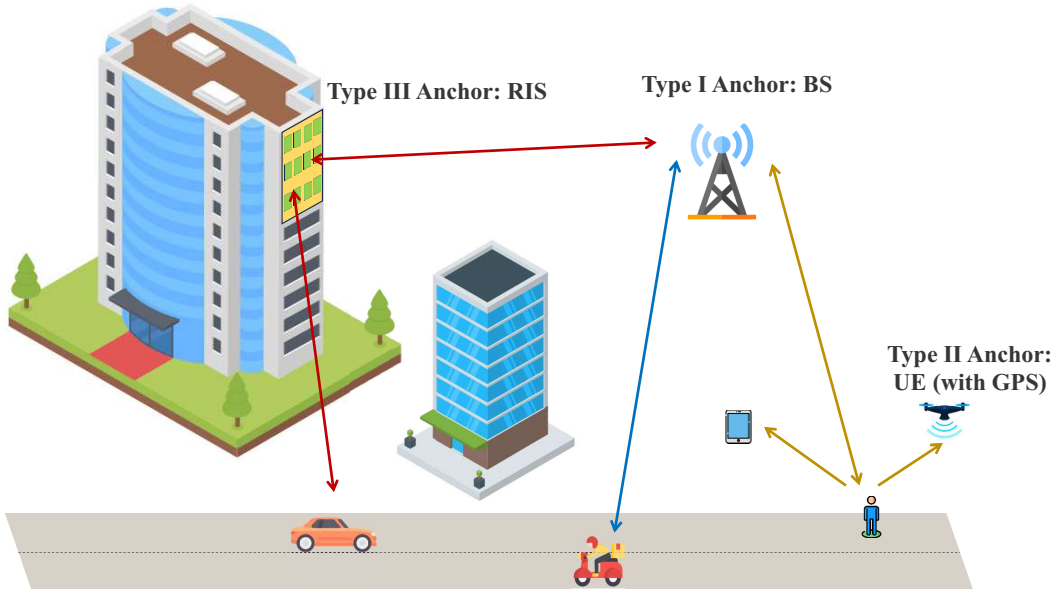 Type III Anchor: RIS
Type I Anchor: BS
Type II Anchor:
UE (with GPS)